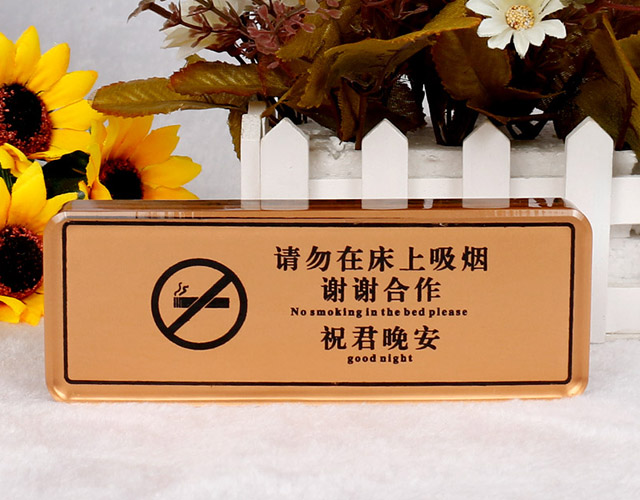 请勿在床上吸烟
谢谢合作
No smoking in the bed please
祝君晚安
good night